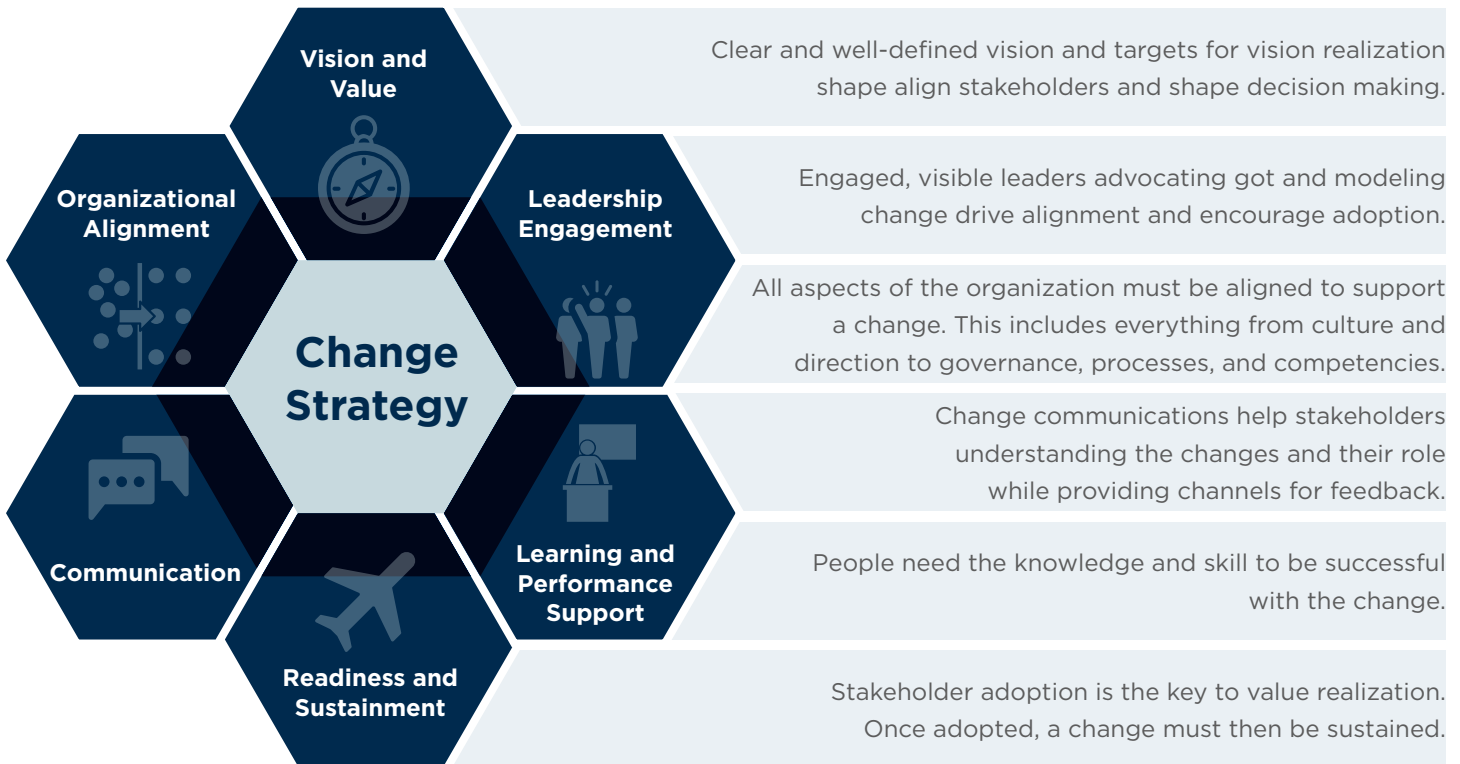 Vision and
Value
Clear and well-defined vision and targets for vision realization
shape align stakeholders and shape decision making.
Organizational
Alignment
Leadership
Engagement
Engaged, visible leaders advocating got and modeling
change drive alignment and encourage adoption.
All aspects of the organization must be aligned to support
a change. This includes everything from culture and
direction to governance, processes, and competencies.
Change
Strategy
Change communications help stakeholders
understanding the changes and their role
while providing channels for feedback.
Communication
Learning and
Performance
Support
People need the knowledge and skill to be successful
with the change.
Readiness and
Sustainment
Stakeholder adoption is the key to value realization.
Once adopted, a change must then be sustained.